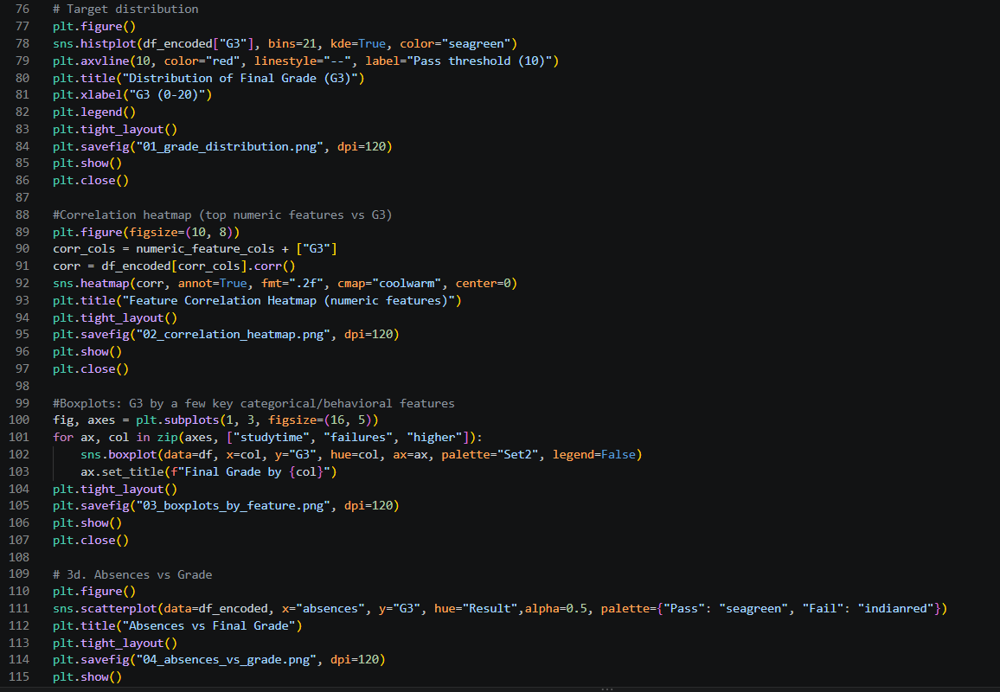 76 # Target distribution
77 plt.figure()
78 sns.histplot(df_encoded["G3"], bins=21, kde=True, color="seagreen")
79 plt.axvline(10, color="red", linestyle="--", label="Pass threshold (10)")
80 plt.title("Distribution of Final Grade (G3)")
81 plt.xlabel("G3 (0-20)")
82 plt.legend()
83 plt.tight_layout()
84 plt.savefig("01_grade_distribution.png", dpi=120)
85 plt.show()
86 plt.close()
87
88 #Correlation heatmap (top numeric features vs G3)
89 plt.figure(figsize=(10, 8))
90 corr_cols = numeric_feature_cols + ["G3"]
91 corr = df_encoded[corr_cols].corr()
92 sns.heatmap(corr, annot=True, fmt=".2f", cmap="coolwarm", center=0)
93 plt.title("Feature Correlation Heatmap (numeric features)")
94 plt.tight_layout()
95 plt.savefig("02_correlation_heatmap.png", dpi=120)
96 plt.show()
97 plt.close()
98
99 #Boxplots: G3 by a few key categorical/behavioral features
100 fig, axes = plt.subplots(1, 3, figsize=(16, 5))
101 for ax, col in zip(axes, ["studytime", "failures", "higher"]):
102     sns.boxplot(data=df, x=col, y="G3", hue=col, ax=ax, palette="Set2", legend=False)
103     ax.set_title(f"Final Grade by {col}")
104 plt.tight_layout()
105 plt.savefig("03_boxplots_by_feature.png", dpi=120)
106 plt.show()
107 plt.close()
108
109 # 3d. Absences vs Grade
110 plt.figure()
111 sns.scatterplot(data=df_encoded, x="absences", y="G3", hue="Result",alpha=0.5, palette={"Pass": "seagreen", "Fail": "indianred"})
112 plt.title("Absences vs Final Grade")
113 plt.tight_layout()
114 plt.savefig("04_absences_vs_grade.png", dpi=120)
115 plt.show()